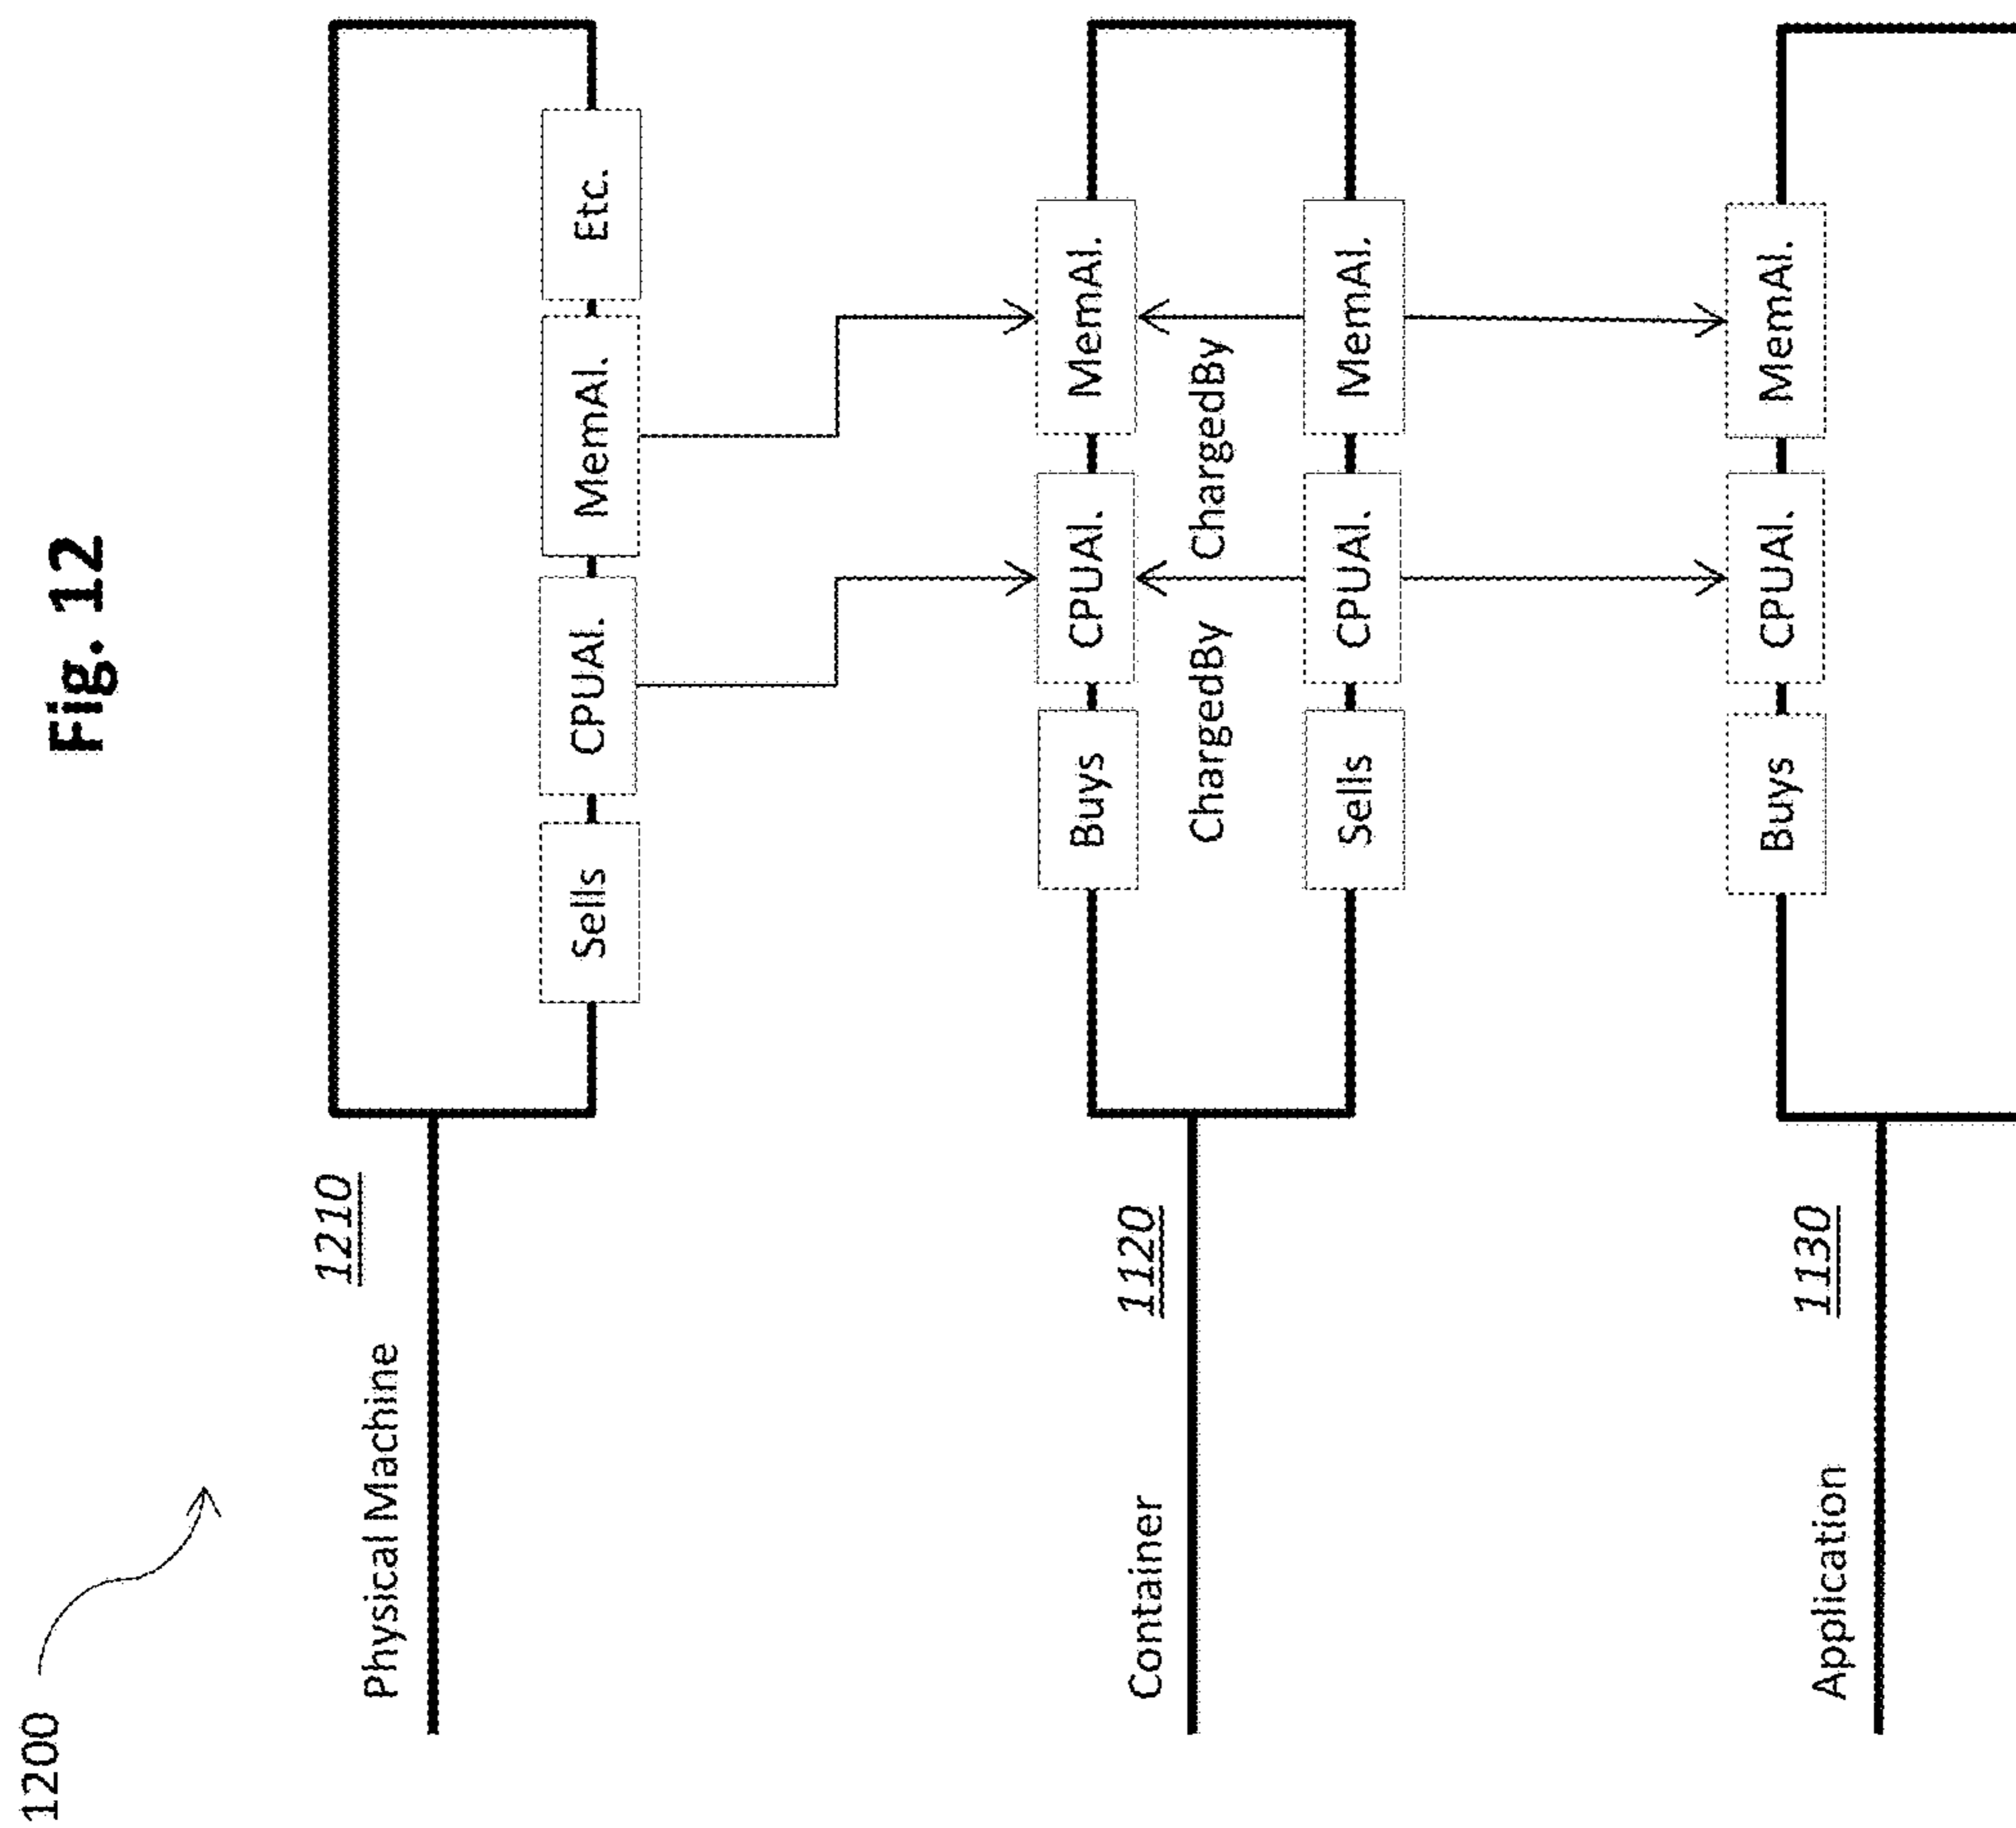 Fig. 12
1200
Physical Machine
1210
Sells
CPUAl.
MemAl.
Etc.
Container
1120
Buys
CPUAl.
MemAl.
ChargedBy
ChargedBy
Sells
CPUAl.
MemAl.
Application
1130
Buys
CPUAl.
MemAl.